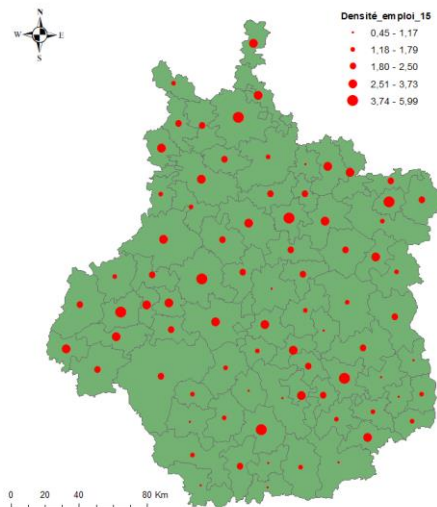 N
W E
S
Densité_emploi_15
0,45 - 1,17
1,18 - 1,79
1,80 - 2,50
2,51 - 3,73
3,74 - 5,99
0 20 40 80 Km